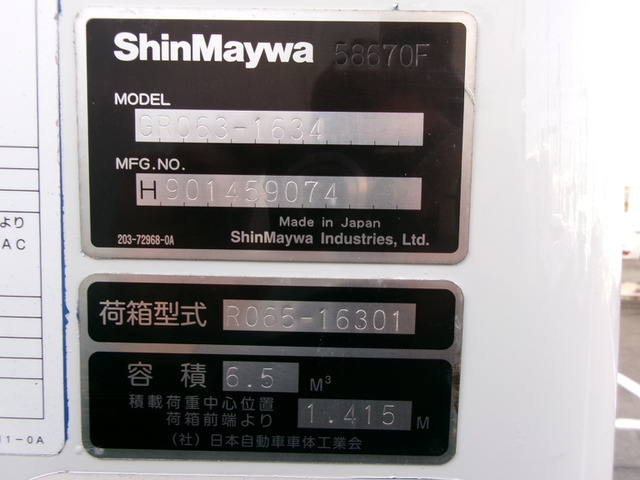 ShinMaywa 58670F
MODEL
GR063-1634
MFG.NO.
H901459074
Made in Japan
203-72968-0A ShinMaywa Industries, Ltd.
荷箱型式 R065-16301
容積 6.5 M³
積載荷重中心位置
荷箱前端より 1.415 M
(社)日本自動車車体工業会
より
AC
11-0A